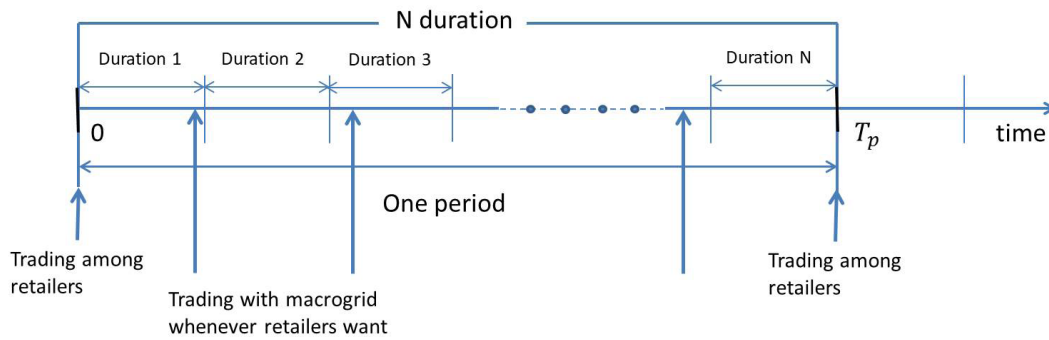 N duration
Duration 1
Duration 2
Duration 3
Duration N
0
T_p
time
One period
Trading among
retailers
Trading with macrogrid
whenever retailers want
Trading among
retailers